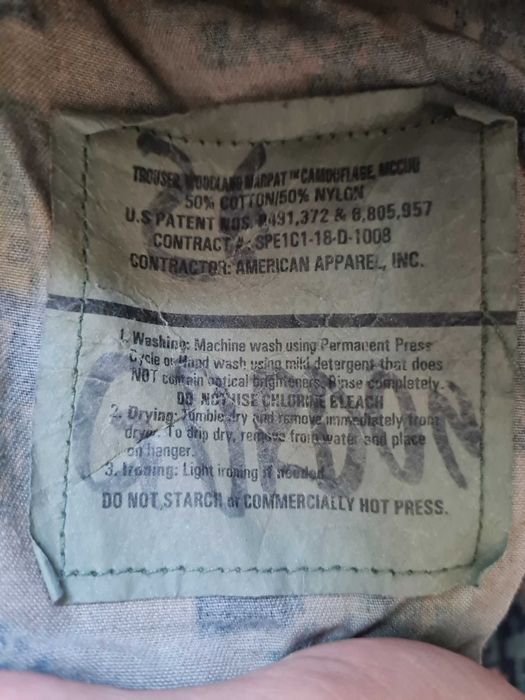 TROUSER, WOODLAND MARPAT™ CAMOUFLAGE, MCCUU
50% COTTON/50% NYLON
U.S PATENT NOS. 6,491,372 & 6,805,957
CONTRACT #: SPE1C1-18-D-1008
CONTRACTOR: AMERICAN APPAREL, INC.
1. Washing: Machine wash using Permanent Press
Cycle or Hand wash using mild detergent that does
NOT contain optical brighteners. Rinse completely.
DO NOT USE CHLORINE BLEACH
2. Drying: Tumble dry and remove immediately from
dryer. To drip dry, remove from water and place
on hanger.
3. Ironing: Light ironing if needed
DO NOT STARCH or COMMERCIALLY HOT PRESS.